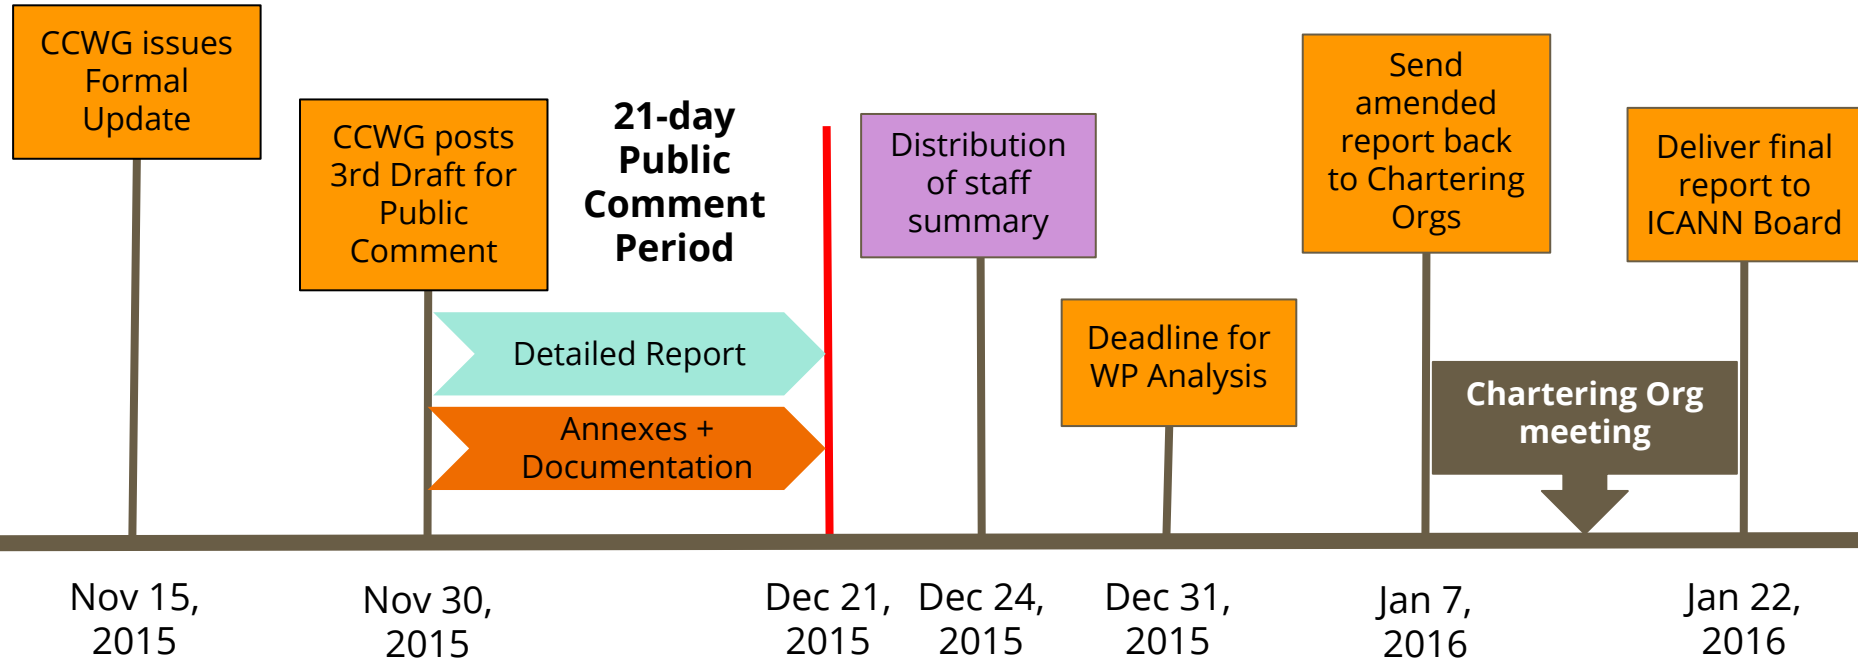 CCWG issues
Formal
Update
CCWG posts
3rd Draft for
Public
Comment
21-day
Public
Comment
Period
Detailed Report
Annexes +
Documentation
Distribution
of staff
summary
Deadline for
WP Analysis
Send
amended
report back
to Chartering
Orgs
Chartering Org
meeting
Deliver final
report to
ICANN Board
Nov 15,
2015
Nov 30,
2015
Dec 21,
2015
Dec 24,
2015
Dec 31,
2015
Jan 7,
2016
Jan 22,
2016